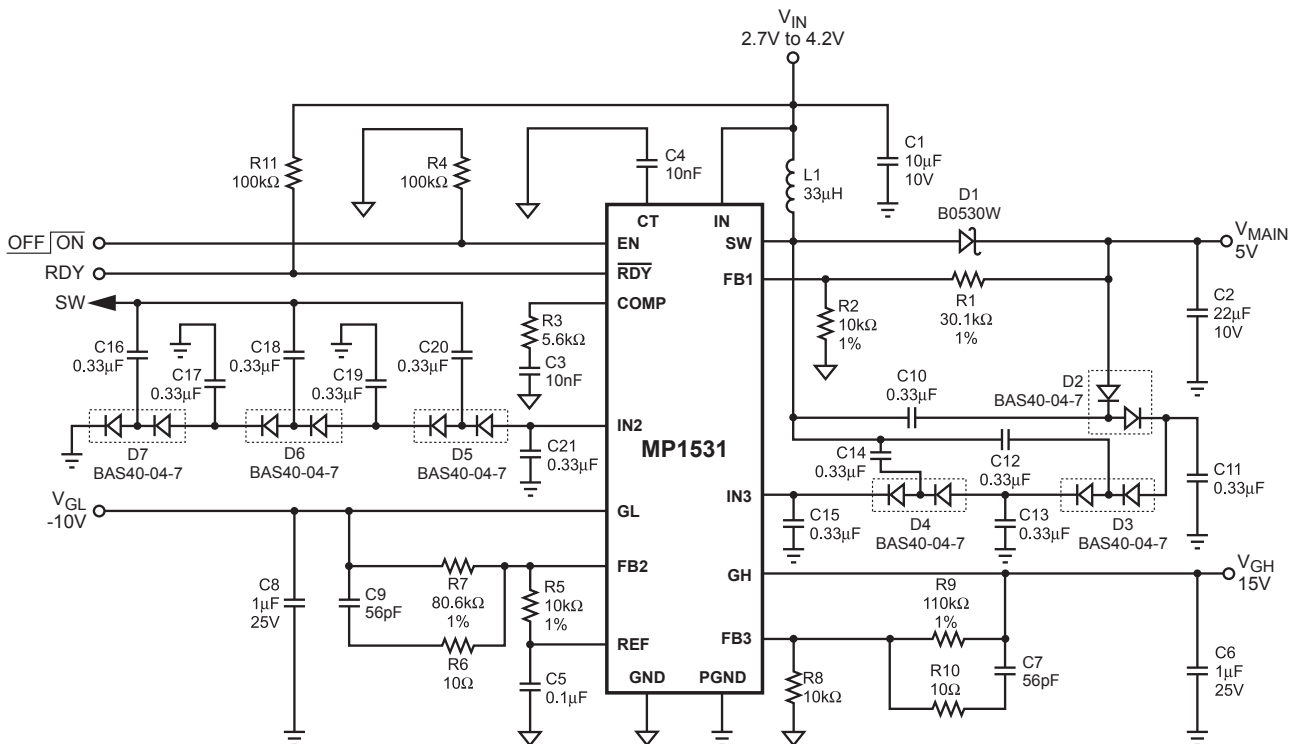 VIN
2.7V to 4.2V
C4
10nF
C1
10μF
10V
R11
100kΩ
R4
100kΩ
L1
33μH
D1
B0530W
CT
IN
OFF ON
EN
SW
VMAIN
5V
RDY
RDY
FB1
SW
COMP
R3
5.6kΩ
C3
10nF
R2
10kΩ
1%
R1
30.1kΩ
1%
C2
22μF
10V
C16
0.33μF
C17
0.33μF
C18
0.33μF
C19
0.33μF
C20
0.33μF
C10
0.33μF
D2
BAS40-04-7
IN2
MP1531
D7
BAS40-04-7
D6
BAS40-04-7
D5
BAS40-04-7
C21
0.33μF
C14
0.33μF
C12
0.33μF
C11
0.33μF
IN3
C15
0.33μF
D4
BAS40-04-7
C13
0.33μF
D3
BAS40-04-7
VGL
-10V
GL
GH
VGH
15V
C8
1μF
25V
C9
56pF
R7
80.6kΩ
1%
R6
10Ω
FB2
R5
10kΩ
1%
REF
C5
0.1μF
GND
PGND
FB3
R8
10kΩ
R9
110kΩ
1%
R10
10Ω
C7
56pF
C6
1μF
25V